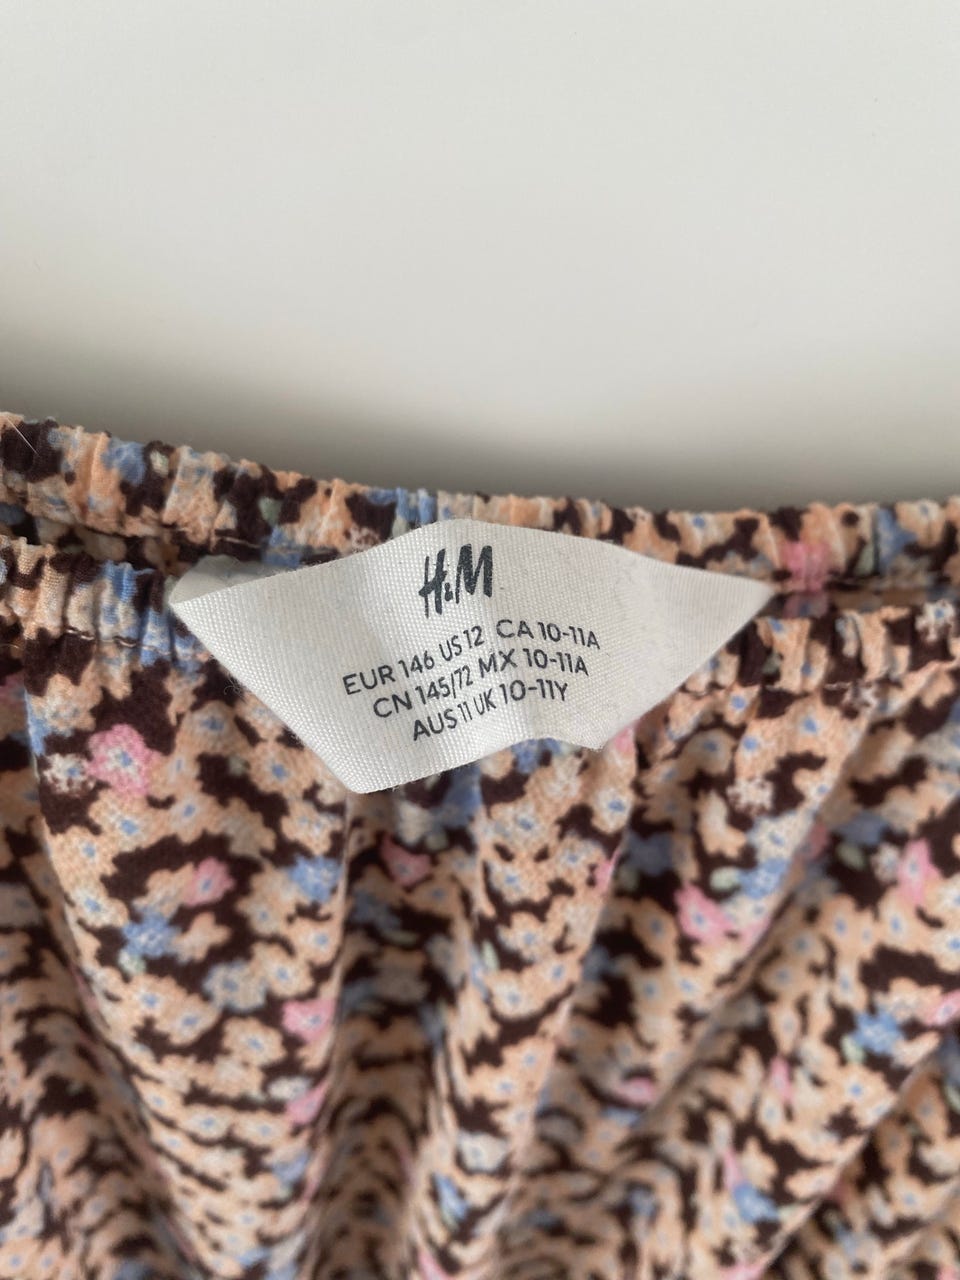 H&M
EUR 146 US 12 CA 10-11A
CN 145/72 MX 10-11A
AUS 11 UK 10-11Y